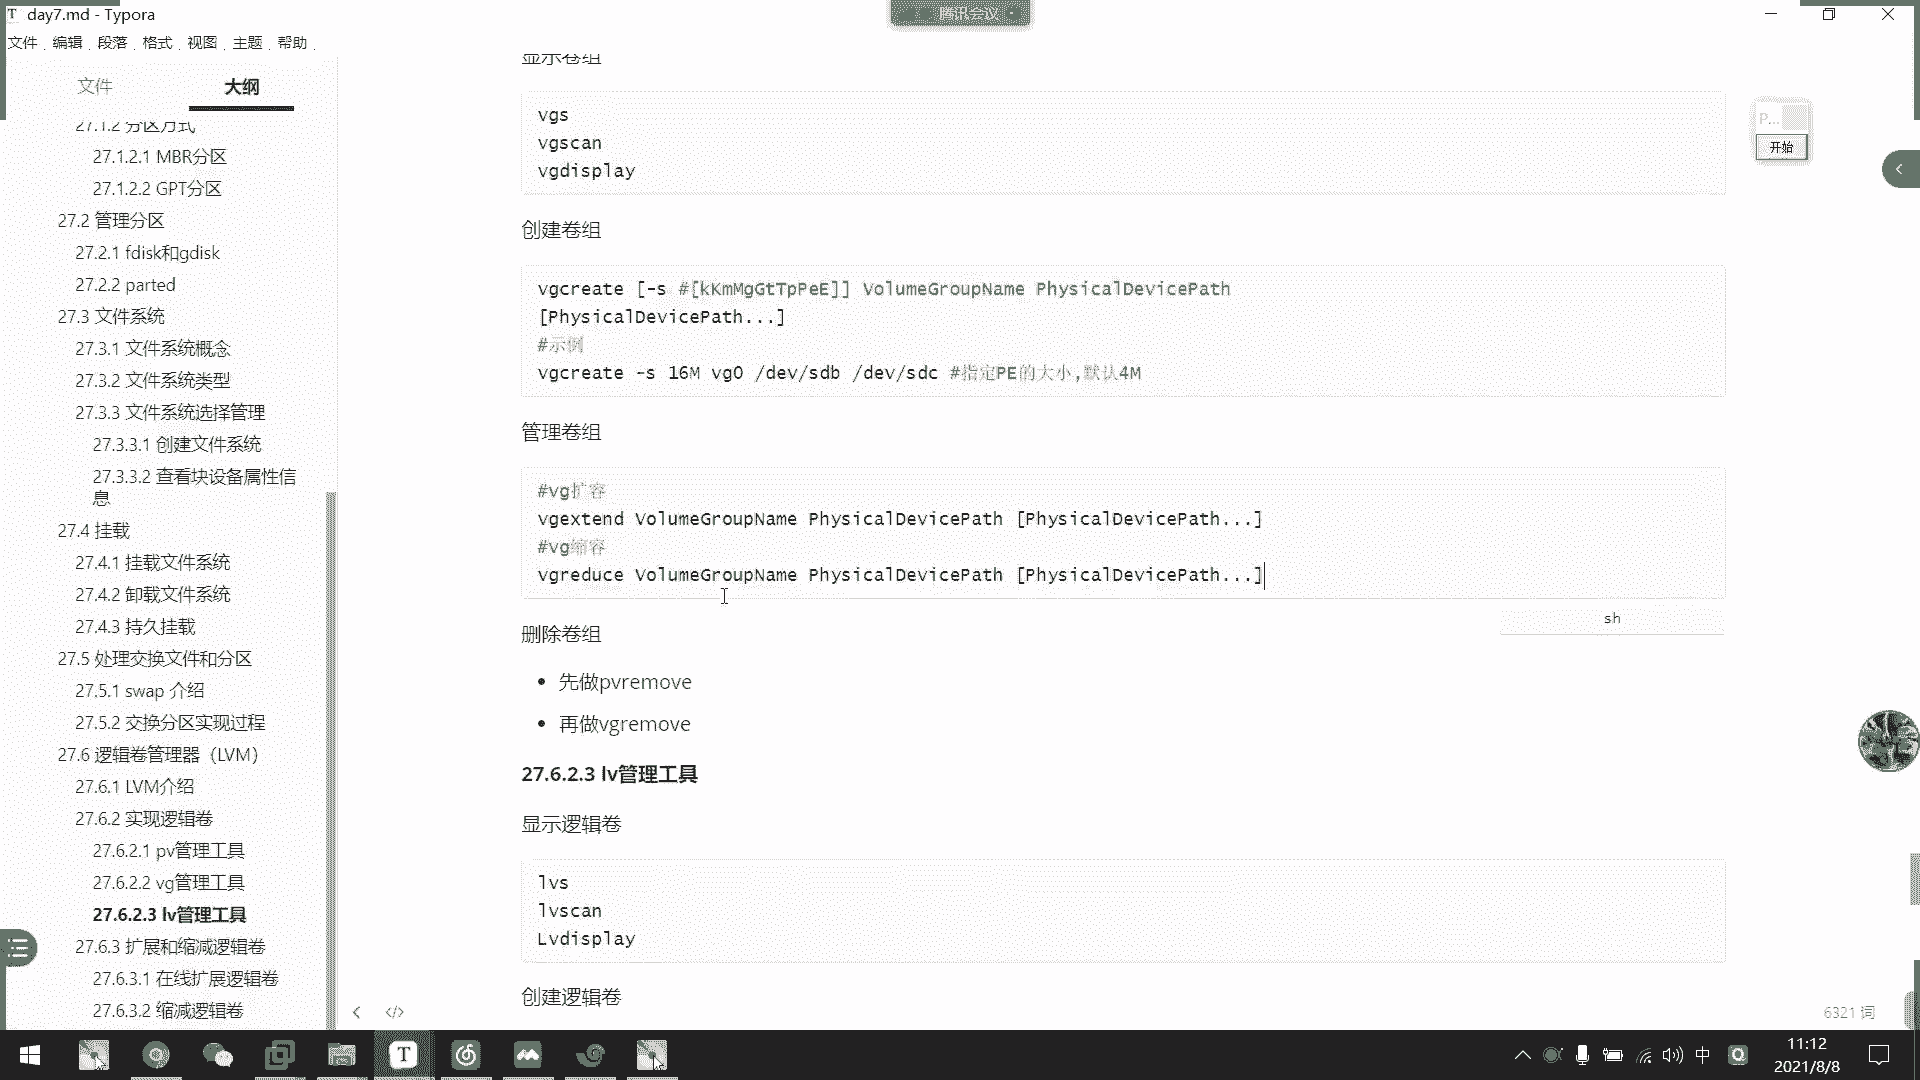 day7.md - Typora
腾讯会议
文件 编辑 段落 格式 视图 主题 帮助
文件 大纲
27.1.2 分区方式
27.1.2.1 MBR分区
27.1.2.2 GPT分区
27.2 管理分区
27.2.1 fdisk和gdisk
27.2.2 parted
27.3 文件系统
27.3.1 文件系统概念
27.3.2 文件系统类型
27.3.3 文件系统选择管理
27.3.3.1 创建文件系统
27.3.3.2 查看块设备属性信
息
27.4 挂载
27.4.1 挂载文件系统
27.4.2 卸载文件系统
27.4.3 持久挂载
27.5 处理交换文件和分区
27.5.1 swap 介绍
27.5.2 交换分区实现过程
27.6 逻辑卷管理器（LVM）
27.6.1 LVM介绍
27.6.2 实现逻辑卷
27.6.2.1 pv管理工具
27.6.2.2 vg管理工具
27.6.2.3 lv管理工具
27.6.3 扩展和缩减逻辑卷
27.6.3.1 在线扩展逻辑卷
27.6.3.2 缩减逻辑卷
显示卷组
vgs
vgscan
vgdisplay
创建卷组
vgcreate [-s #[kKmMgGtTpPeE]] VolumeGroupName PhysicalDevicePath
[PhysicalDevicePath...]
#示例
vgcreate -s 16M vg0 /dev/sdb /dev/sdc #指定PE的大小,默认4M
管理卷组
#vg扩容
vgextend VolumeGroupName PhysicalDevicePath [PhysicalDevicePath...]
#vg缩容
vgreduce VolumeGroupName PhysicalDevicePath [PhysicalDevicePath...]
sh
删除卷组
先做pvremove
再做vgremove
27.6.2.3 lv管理工具
显示逻辑卷
lvs
lvscan
Lvdisplay
创建逻辑卷
6321 词
P...
开始
中
11:12
2021/8/8